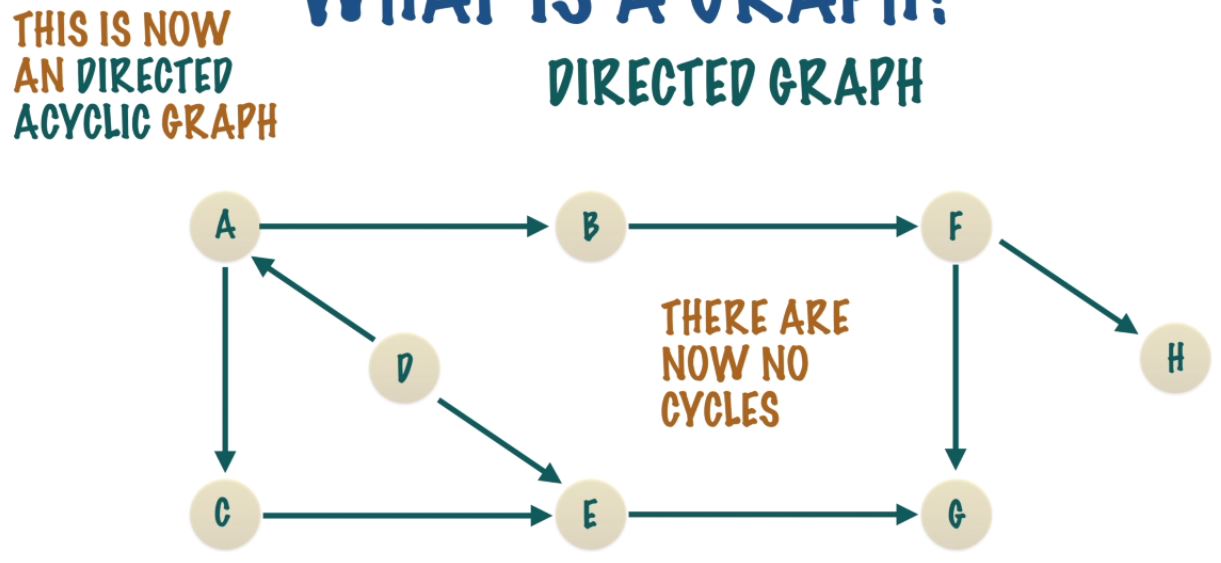 WHAT IS A GRAPH?
THIS IS NOW
AN DIRECTED
ACYCLIC GRAPH
DIRECTED GRAPH
A
B
F
THERE ARE
NOW NO
CYCLES
D
H
C
E
G